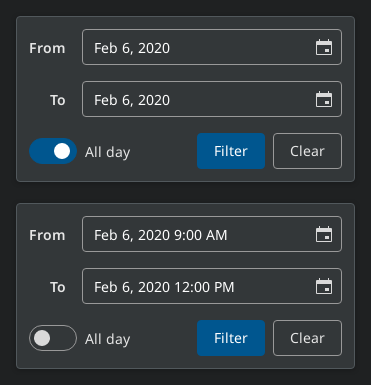 From Feb 6, 2020
To Feb 6, 2020
All day Filter Clear
From Feb 6, 2020 9:00 AM
To Feb 6, 2020 12:00 PM
All day Filter Clear